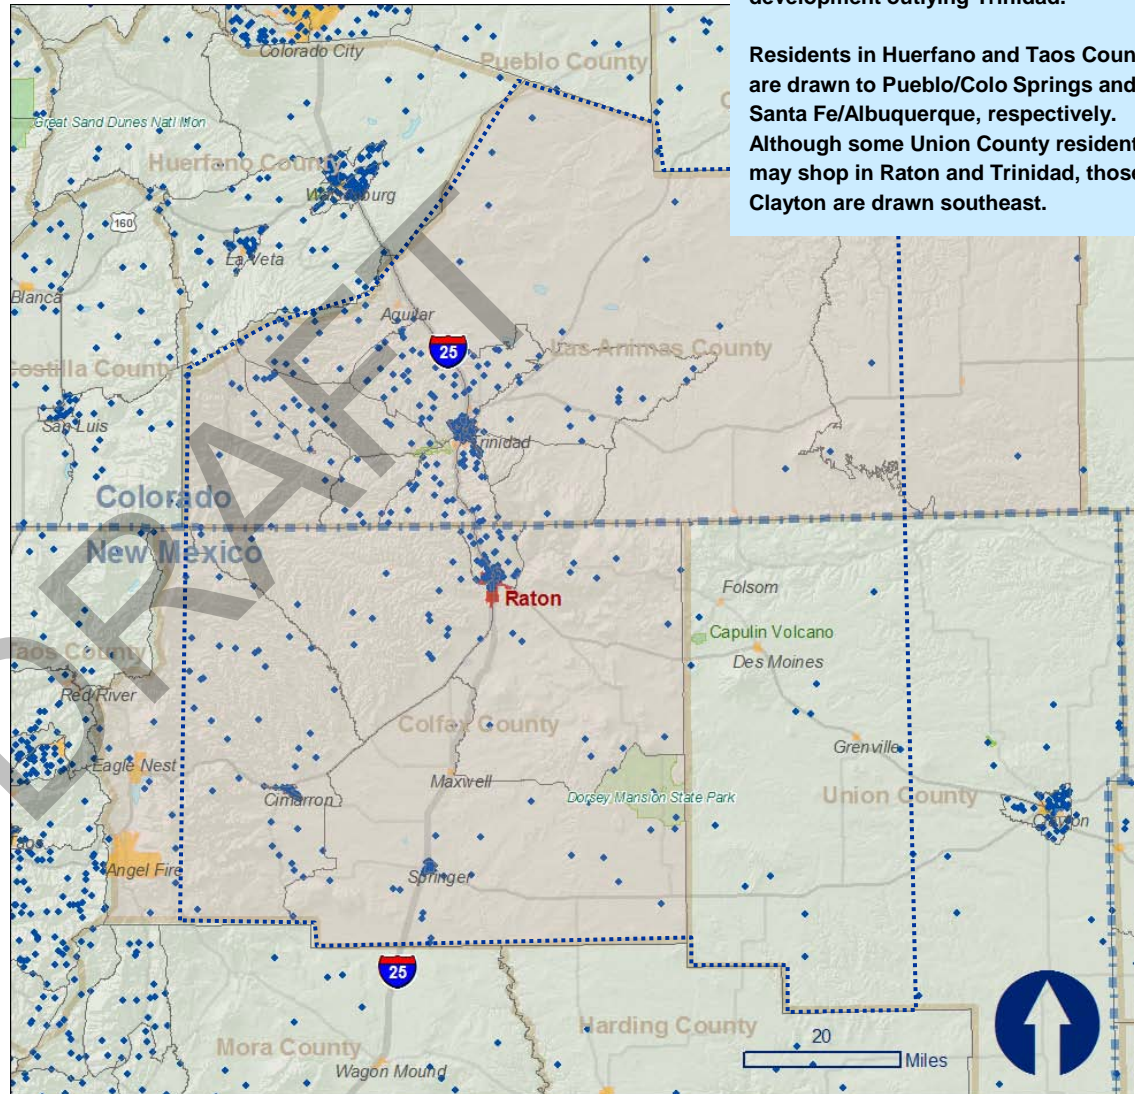 development outlying Trinidad.
Residents in Huerfano and Taos Coun
are drawn to Pueblo/Colo Springs and
Santa Fe/Albuquerque, respectively.
Although some Union County resident
may shop in Raton and Trinidad, those
Clayton are drawn southeast.
Colorado City
Pueblo County
Great Sand Dunes Natl Mon
Huerfano County
Walsenburg
160
La Veta
Blanca
Aguilar
25
Las Animas County
Costilla County
San Luis
Trinidad
Colorado
New Mexico
DRAFT
Raton
Folsom
Capulin Volcano
Des Moines
Taos County
Red River
Colfax County
Grenville
Eagle Nest
Maxwell
Cimarron
Dorsey Mansion State Park
Union County
Clayton
Taos
Angel Fire
Springer
25
Harding County
20
Miles
Mora County
Wagon Mound